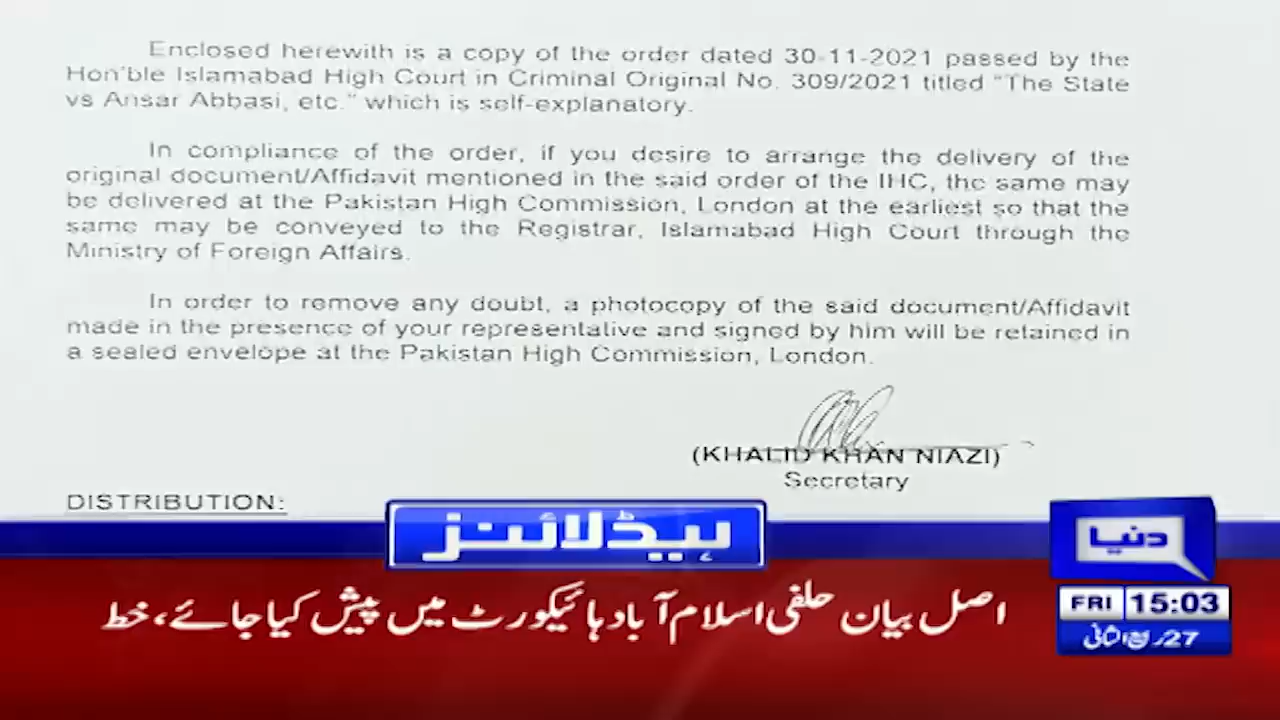 Enclosed herewith is a copy of the order dated 30-11-2021 passed by the
Hon'ble Islamabad High Court in Criminal Original No. 309/2021 titled "The State
vs Ansar Abbasi, etc." which is self-explanatory.
In compliance of the order, if you desire to arrange the delivery of the
original document/Affidavit mentioned in the said order of the IHC, the same may
be delivered at the Pakistan High Commission, London at the earliest so that the
same may be conveyed to the Registrar, Islamabad High Court through the
Ministry of Foreign Affairs.
In order to remove any doubt, a photocopy of the said document/Affidavit
made in the presence of your representative and signed by him will be retained in
a sealed envelope at the Pakistan High Commission, London.
(KHALID KHAN NIAZI)
Secretary
DISTRIBUTION:
ہیڈلائنز
دنیا
اصل بیان حلفی اسلام آباد ہائیکورٹ میں پیش کیا جائے، خط
FRI 15:03
27 ربیع الثانی